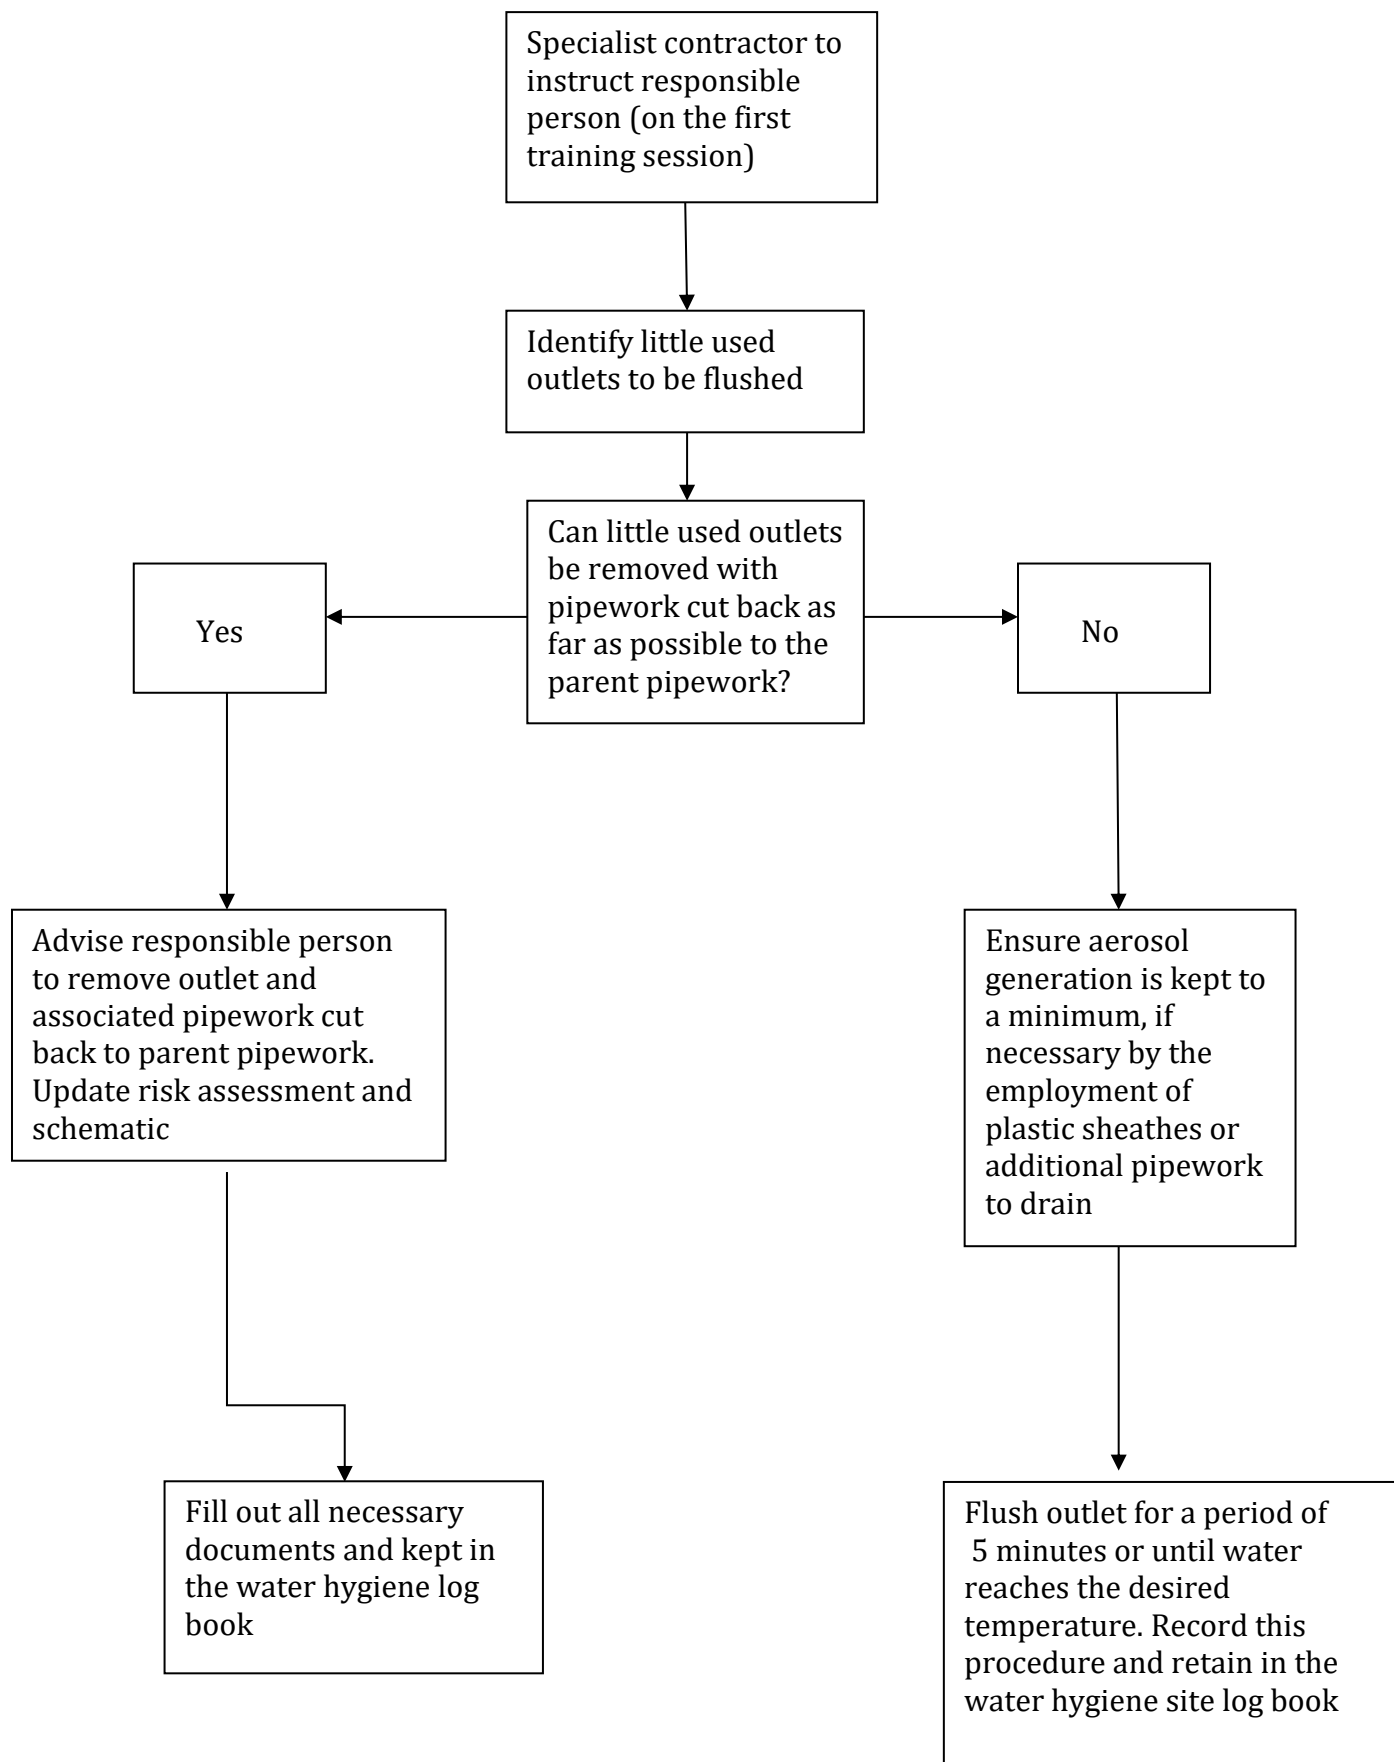 Specialist contractor to
instruct responsible
person (on the first
training session)
Identify little used
outlets to be flushed
Can little used outlets
be removed with
pipework cut back as
far as possible to the
parent pipework?
Yes
No
Advise responsible person
to remove outlet and
associated pipework cut
back to parent pipework.
Update risk assessment and
schematic
Ensure aerosol
generation is kept to
a minimum, if
necessary by the
employment of
plastic sheathes or
additional pipework
to drain
Fill out all necessary
documents and kept in
the water hygiene log
book
Flush outlet for a period of
5 minutes or until water
reaches the desired
temperature. Record this
procedure and retain in the
water hygiene site log book